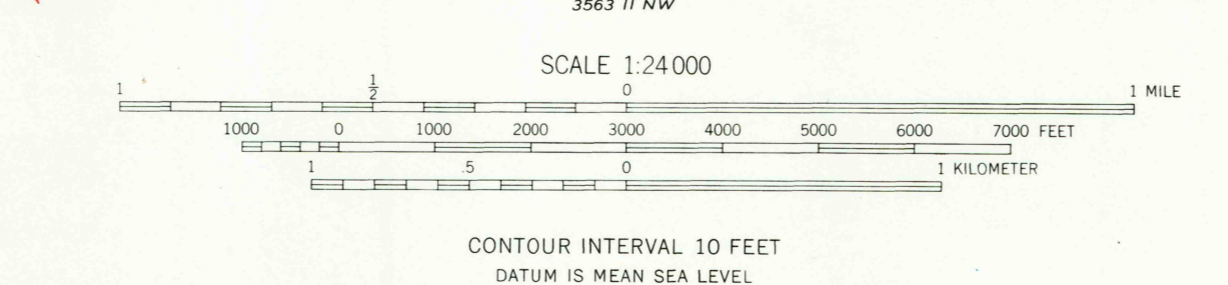 3563 II NW
SCALE 1:24 000
1 1/2 0 1 MILE
1000 0 1000 2000 3000 4000 5000 6000 7000 FEET
1 .5 0 1 KILOMETER
CONTOUR INTERVAL 10 FEET
DATUM IS MEAN SEA LEVEL